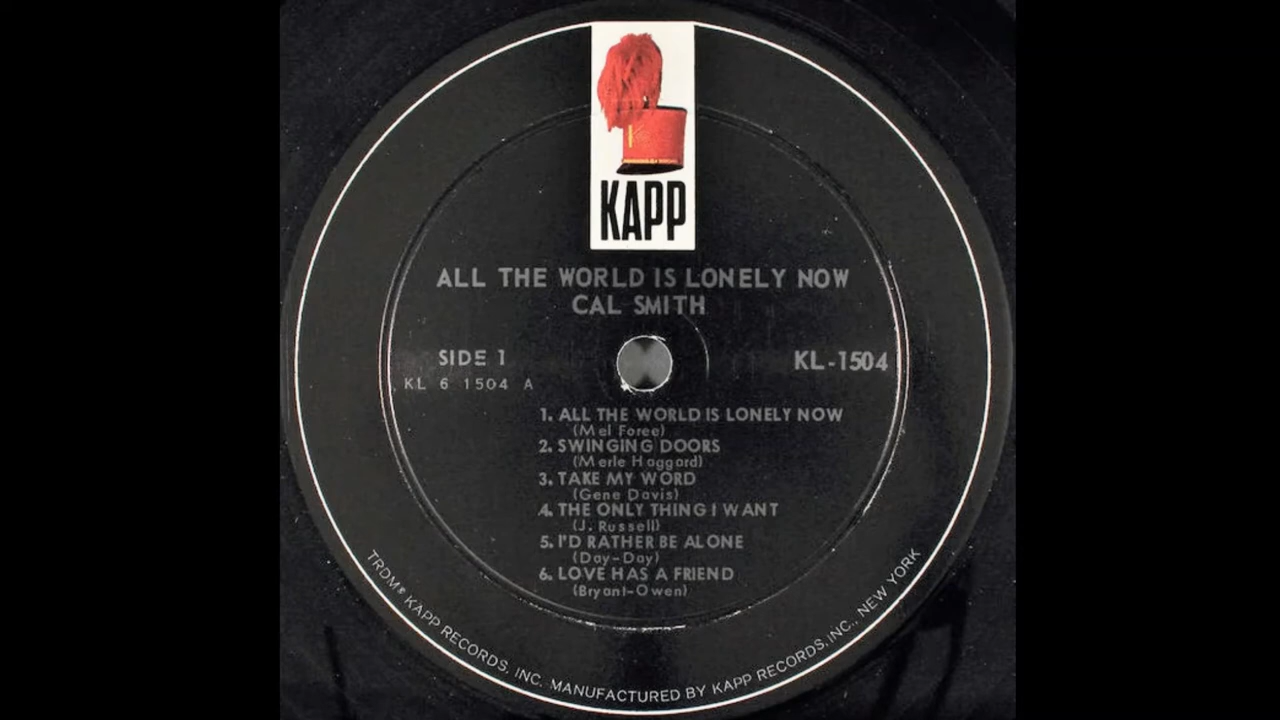 KAPP
ALL THE WORLD IS LONELY NOW
CAL SMITH
SIDE 1
KL-1504
KL 6 1504 A
1. ALL THE WORLD IS LONELY NOW
(Mel Foree)
2. SWINGING DOORS
(Merle Haggard)
3. TAKE MY WORD
(Gene Davis)
4. THE ONLY THING I WANT
(J. Russell)
5. I'D RATHER BE ALONE
(Day-Day)
6. LOVE HAS A FRIEND
(Bryant-Owen)
TRDM® KAPP RECORDS, INC. MANUFACTURED BY KAPP RECORDS, INC., NEW YORK